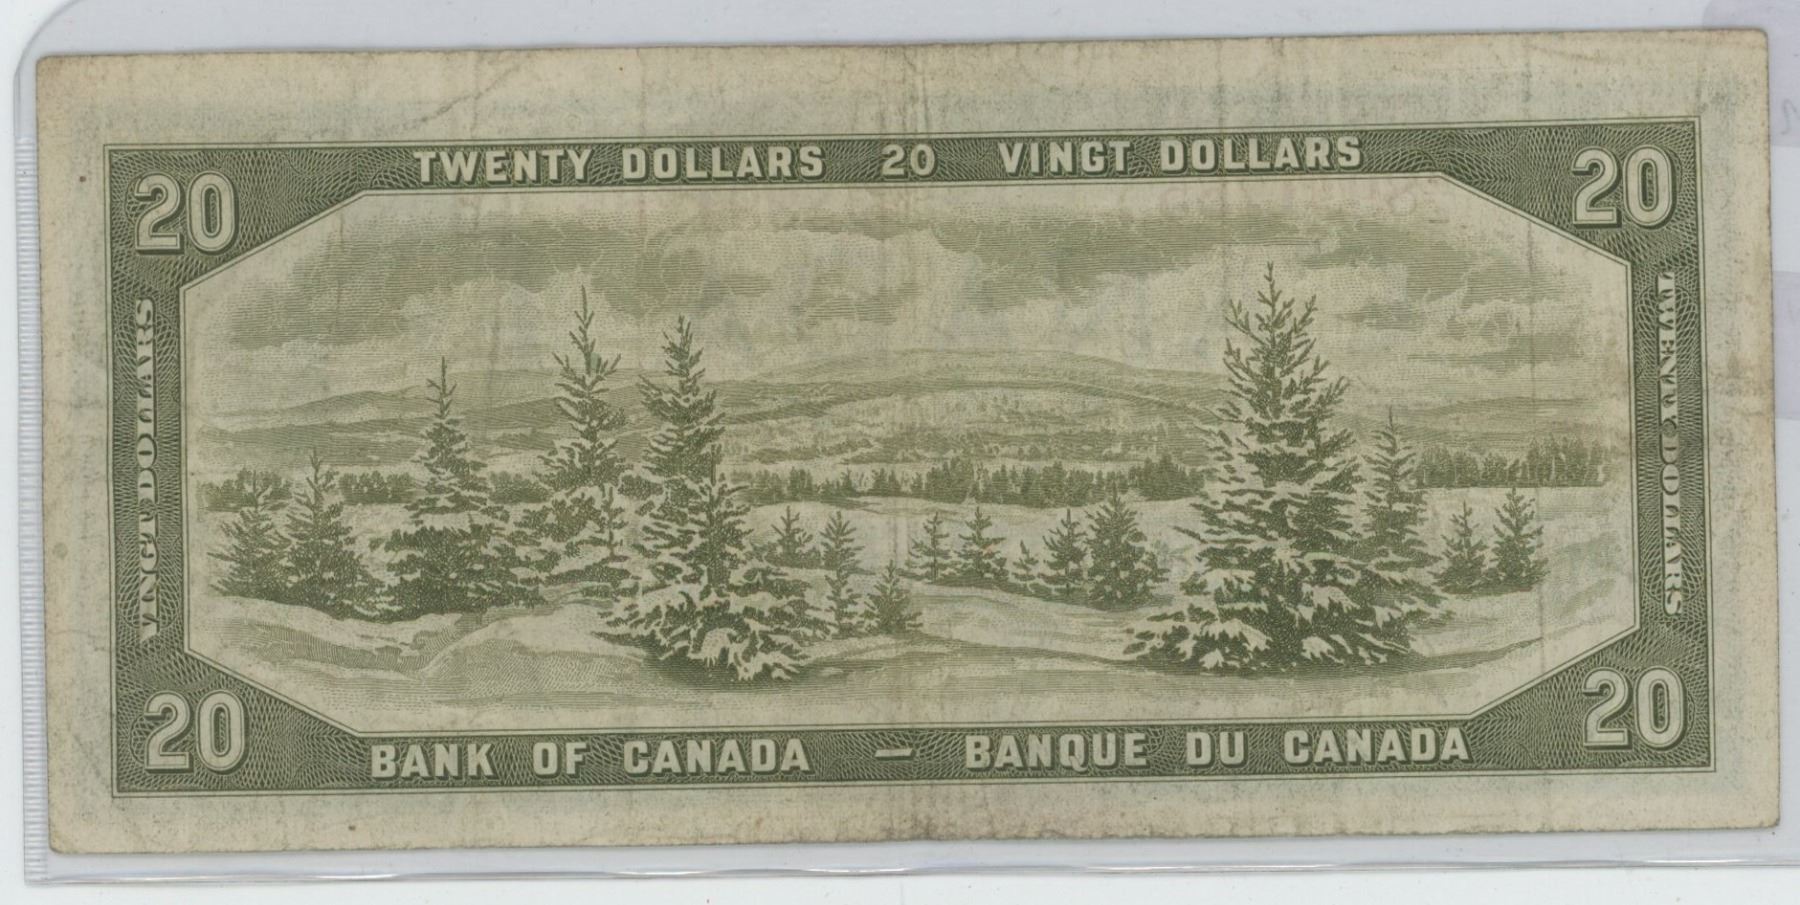 TWENTY DOLLARS 20 VINGT DOLLARS
20
20
VINGT DOLLARS
TWENTY DOLLARS
20
20
BANK OF CANADA — BANQUE DU CANADA